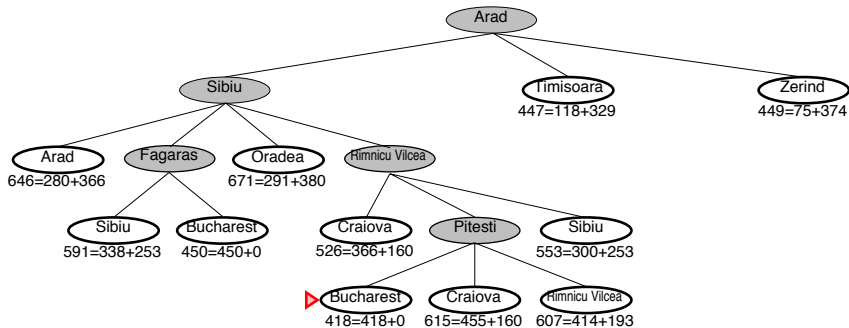 Arad
Sibiu
Timisoara
Zerind
447=118+329
449=75+374
Arad
Fagaras
Oradea
Rimnicu Vilcea
646=280+366
671=291+380
Sibiu
Bucharest
Craiova
Pitesti
Sibiu
591=338+253
450=450+0
526=366+160
553=300+253
Bucharest
Craiova
Rimnicu Vilcea
418=418+0
615=455+160
607=414+193